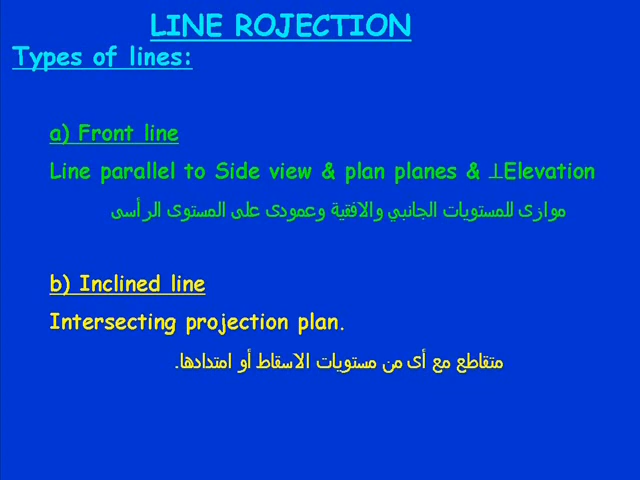 LINE ROJECTION
Types of lines:
a) Front line
Line parallel to Side view & plan planes & ⊥Elevation
موازى للمستويات الجانبي والافقية وعمودى على المستوى الرأسى
b) Inclined line
Intersecting projection plan.
متقاطع مع أى من مستويات الاسقاط أو امتدادها.